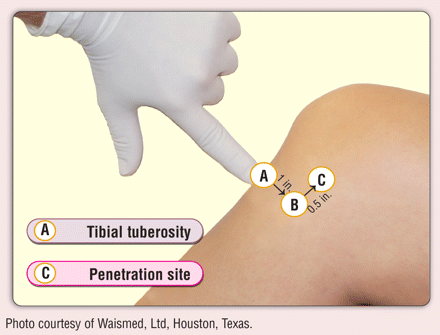 A
1 in.
C
B
0.5 in.
A Tibial tuberosity
C Penetration site
Photo courtesy of Waismed, Ltd, Houston, Texas.